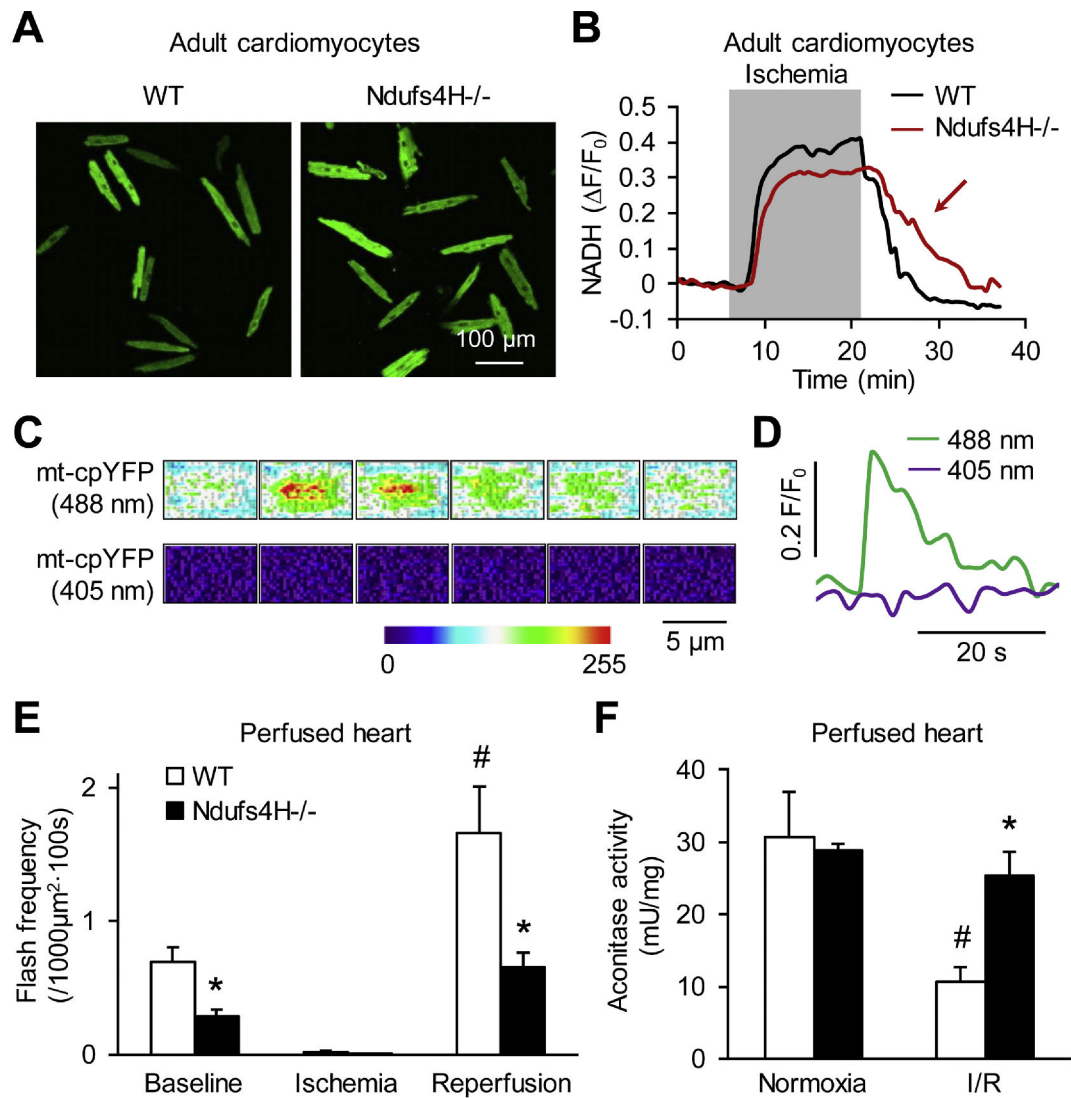 A
Adult cardiomyocytes
WT
Ndufs4H-/-
100 µm
B
Adult cardiomyocytes
Ischemia
WT
Ndufs4H-/-
NADH (ΔF/F0)
0.5
0.4
0.3
0.2
0.1
0
-0.1
0 10 20 30 40
Time (min)
C
mt-cpYFP
(488 nm)
mt-cpYFP
(405 nm)
0 255
5 µm
D
488 nm
405 nm
0.2 F/F0
20 s
E
Perfused heart
WT
Ndufs4H-/-
Flash frequency
(/1000µm²·100s)
2
1
0
#
*
*
Baseline Ischemia Reperfusion
F
Perfused heart
Aconitase activity
(mU/mg)
40
30
20
10
0
#
*
Normoxia I/R